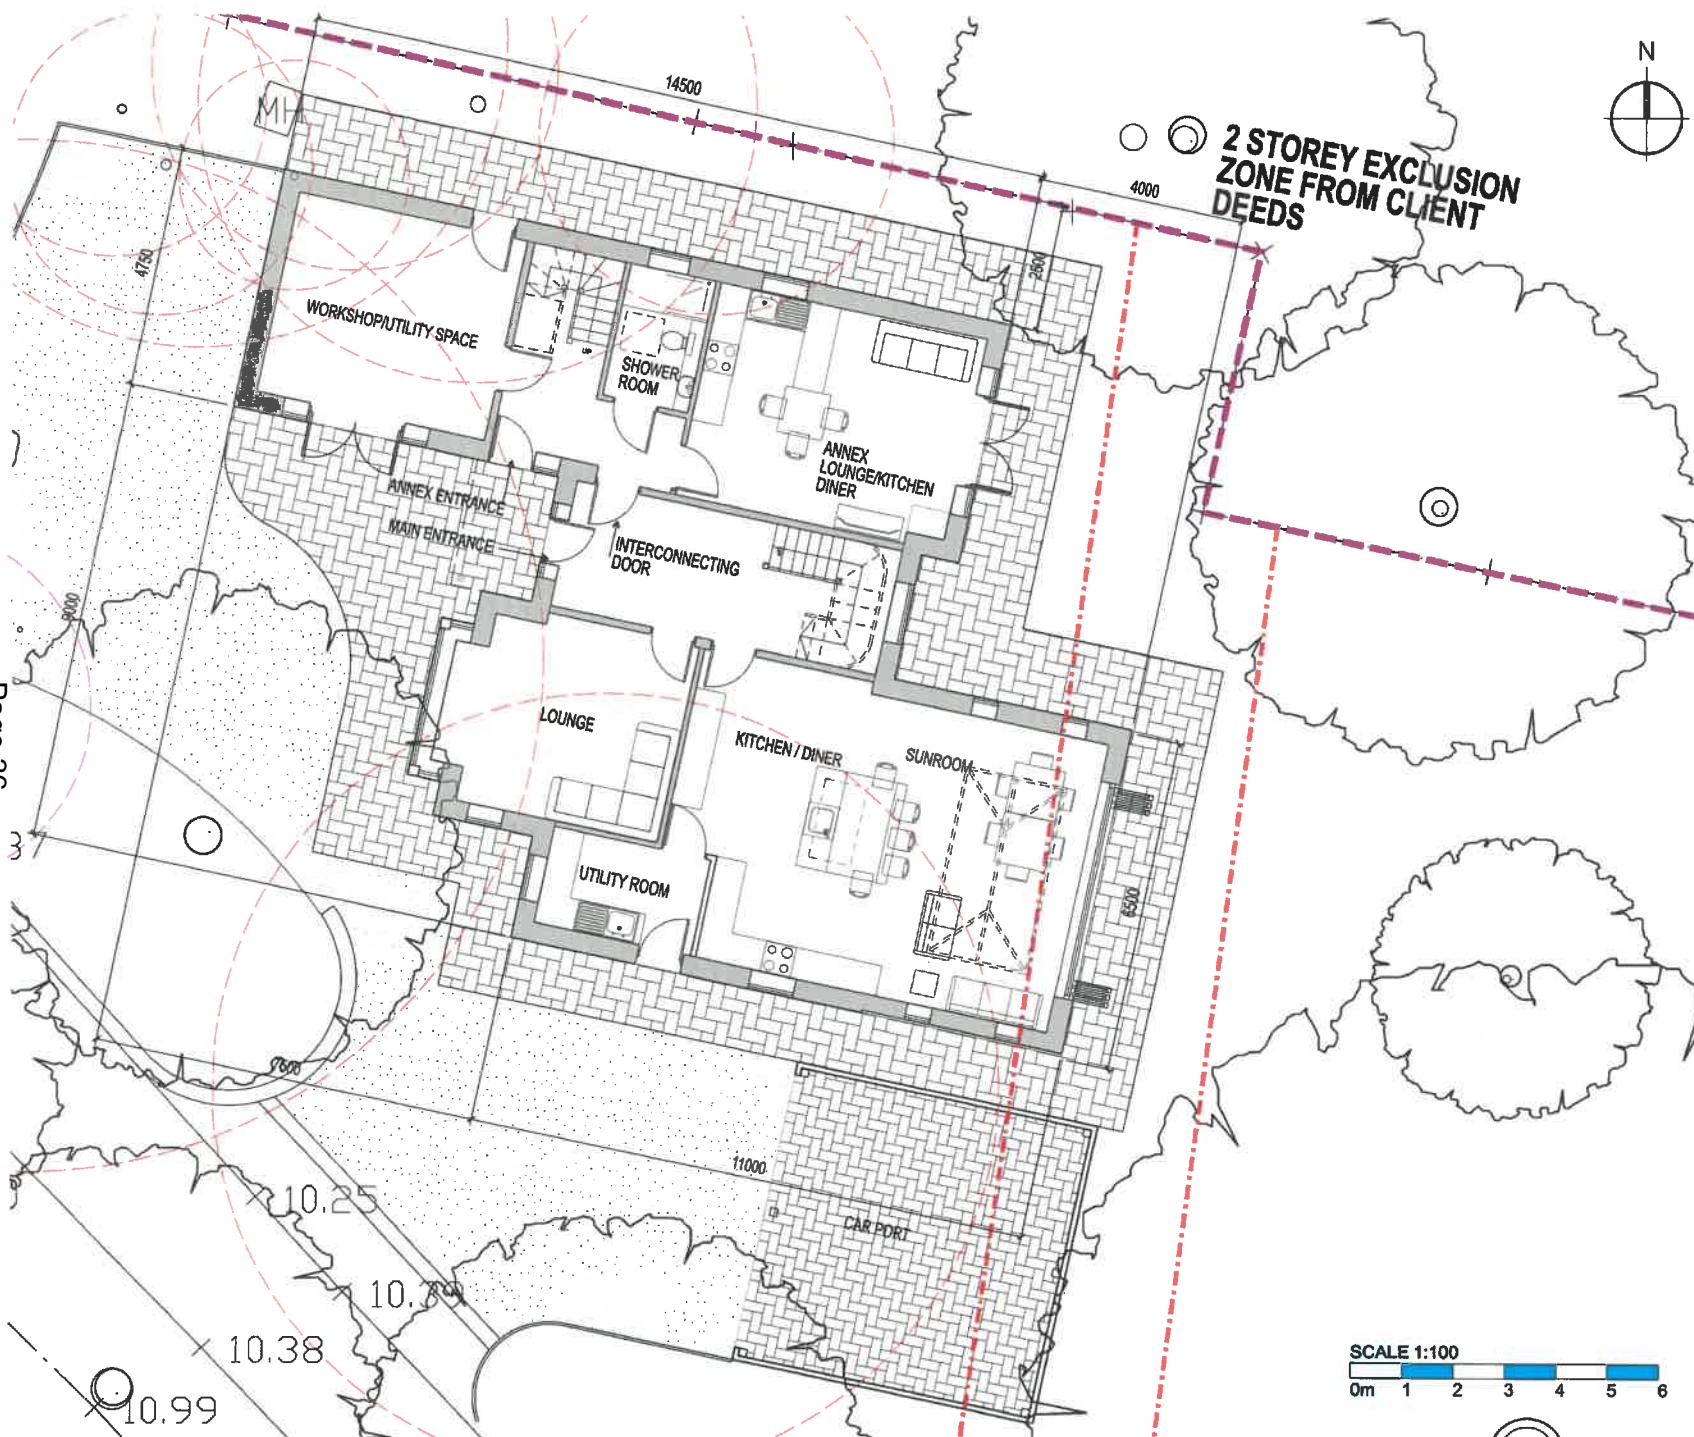 N
14500
4000
2 STOREY EXCLUSION
ZONE FROM CLIENT
DEEDS
MH
2500
4750
WORKSHOP/UTILITY SPACE
UP
SHOWER
ROOM
ANNEX
LOUNGE/KITCHEN
DINER
ANNEX ENTRANCE
MAIN ENTRANCE
INTERCONNECTING
DOOR
LOUNGE
KITCHEN / DINER
SUNROOM
UTILITY ROOM
6500
7600
11000
CAR PORT
10.25
10.38
10.99
SCALE 1:100
0m 1 2 3 4 5 6